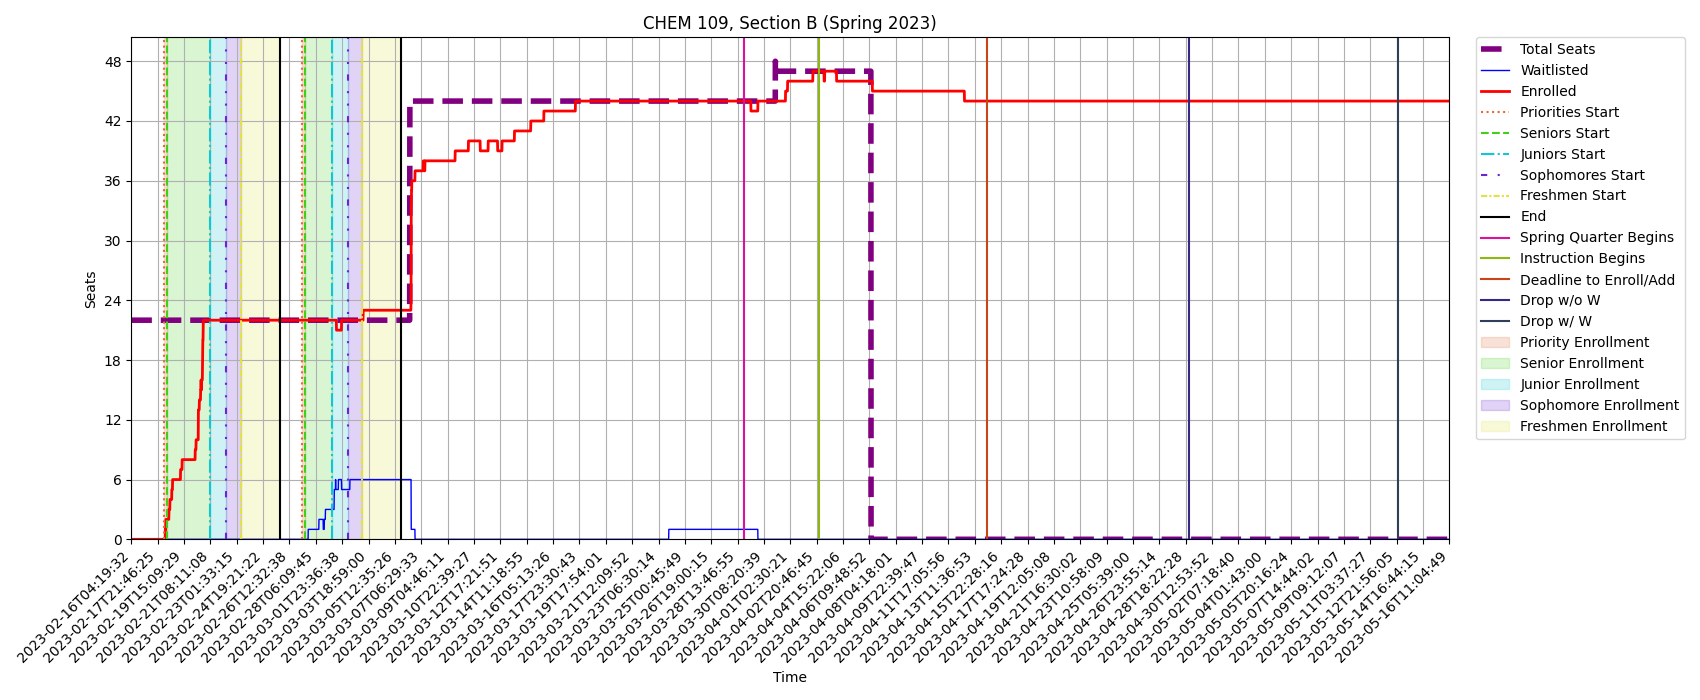 CHEM 109, Section B (Spring 2023)
Seats
48
42
36
30
24
18
12
6
0
2023-02-16T04:19:32
2023-02-17T21:46:25
2023-02-19T15:09:29
2023-02-21T08:11:08
2023-02-23T01:33:15
2023-02-24T19:21:22
2023-02-26T12:32:38
2023-02-28T06:09:45
2023-03-01T23:36:38
2023-03-03T18:59:00
2023-03-05T12:35:26
2023-03-07T06:29:33
2023-03-09T04:46:11
2023-03-10T22:39:27
2023-03-12T17:21:51
2023-03-14T11:18:55
2023-03-16T05:13:26
2023-03-17T23:30:43
2023-03-19T17:54:01
2023-03-21T12:09:52
2023-03-23T06:30:14
2023-03-25T00:45:49
2023-03-26T19:00:15
2023-03-28T13:46:55
2023-03-30T08:20:39
2023-04-01T02:30:21
2023-04-02T20:46:45
2023-04-04T15:22:06
2023-04-06T09:48:52
2023-04-08T04:18:01
2023-04-09T22:39:47
2023-04-11T17:05:56
2023-04-13T11:36:53
2023-04-15T22:28:16
2023-04-17T17:24:28
2023-04-19T12:05:08
2023-04-21T16:30:02
2023-04-23T10:58:09
2023-04-25T05:39:00
2023-04-26T23:55:14
2023-04-28T18:22:28
2023-04-30T12:53:52
2023-05-02T07:18:40
2023-05-04T01:43:00
2023-05-05T20:16:24
2023-05-07T14:44:02
2023-05-09T09:12:07
2023-05-11T03:37:27
2023-05-12T21:56:05
2023-05-14T16:44:15
2023-05-16T11:04:49
Time
Total Seats
Waitlisted
Enrolled
Priorities Start
Seniors Start
Juniors Start
Sophomores Start
Freshmen Start
End
Spring Quarter Begins
Instruction Begins
Deadline to Enroll/Add
Drop w/o W
Drop w/ W
Priority Enrollment
Senior Enrollment
Junior Enrollment
Sophomore Enrollment
Freshmen Enrollment